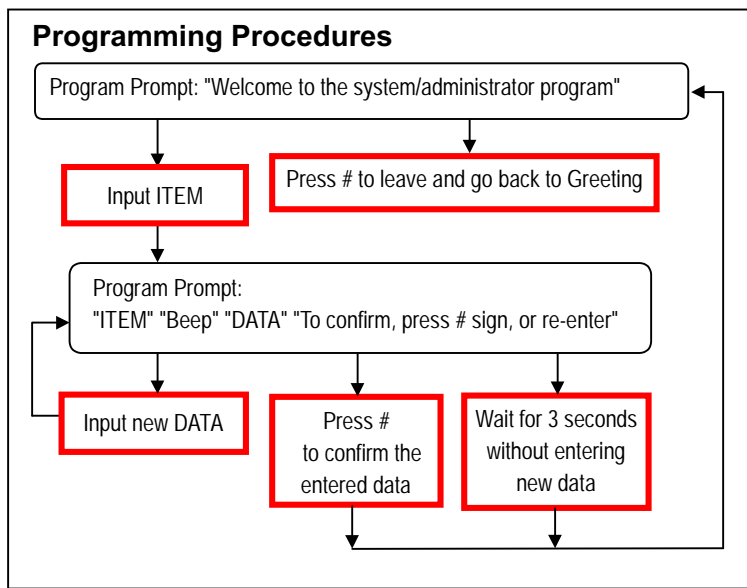 Programming Procedures
Program Prompt: "Welcome to the system/administrator program"
Input ITEM
Press # to leave and go back to Greeting
Program Prompt:
"ITEM" "Beep" "DATA" "To confirm, press # sign, or re-enter"
Input new DATA
Press #
to confirm the
entered data
Wait for 3 seconds
without entering
new data